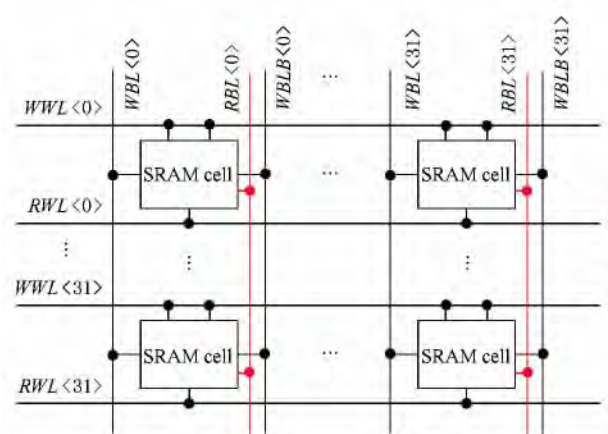 WBL<0>
RBL<0>
WBLB<0>
...
WBL<31>
RBL<31>
WBLB<31>
WWL<0>
SRAM cell ... SRAM cell
RWL<0>
⋮ ⋮ ⋮
WWL<31>
SRAM cell ... SRAM cell
RWL<31>